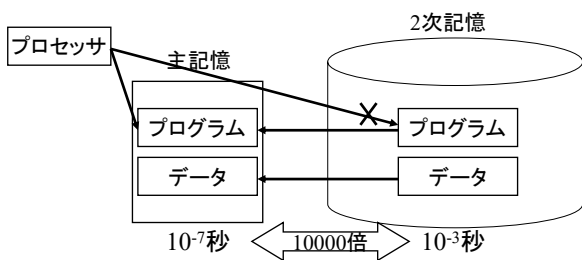 プロセッサ
2次記憶
主記憶
プログラム
プログラム
データ
データ
10⁻⁷秒
10000倍
10⁻³秒